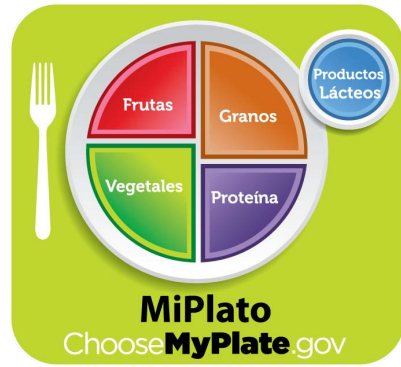 Frutas
Granos
Productos
Lácteos
Vegetales
Proteína
MiPlato
ChooseMyPlate.gov